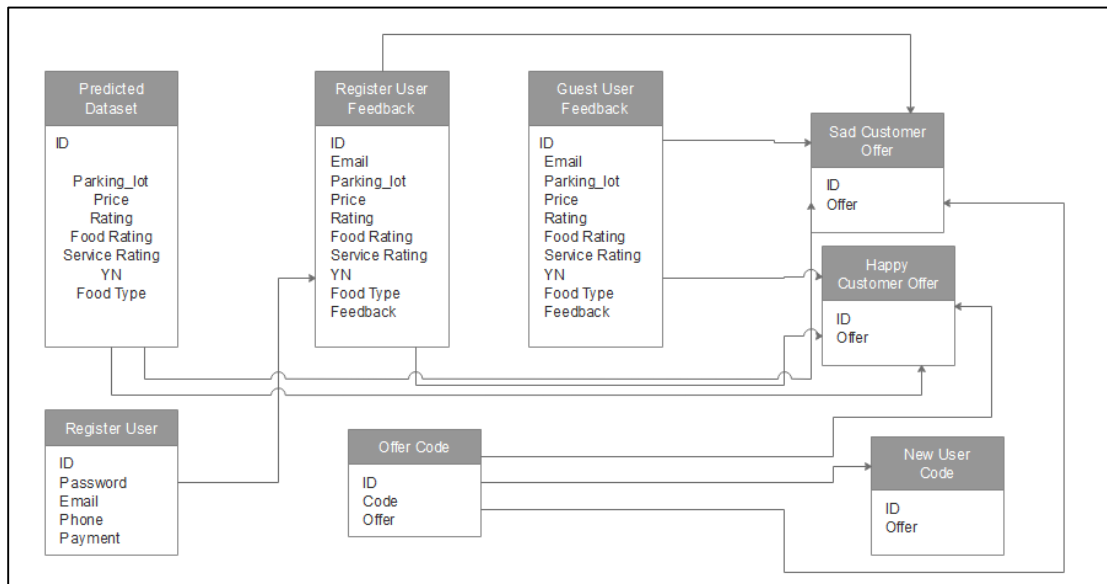 Predicted
Dataset
ID
Parking_lot
Price
Rating
Food Rating
Service Rating
YN
Food Type
Register User
Feedback
ID
Email
Parking_lot
Price
Rating
Food Rating
Service Rating
YN
Food Type
Feedback
Guest User
Feedback
ID
Email
Parking_lot
Price
Rating
Food Rating
Service Rating
YN
Food Type
Feedback
Sad Customer
Offer
ID
Offer
Happy
Customer Offer
ID
Offer
Register User
ID
Password
Email
Phone
Payment
Offer Code
ID
Code
Offer
New User
Code
ID
Offer